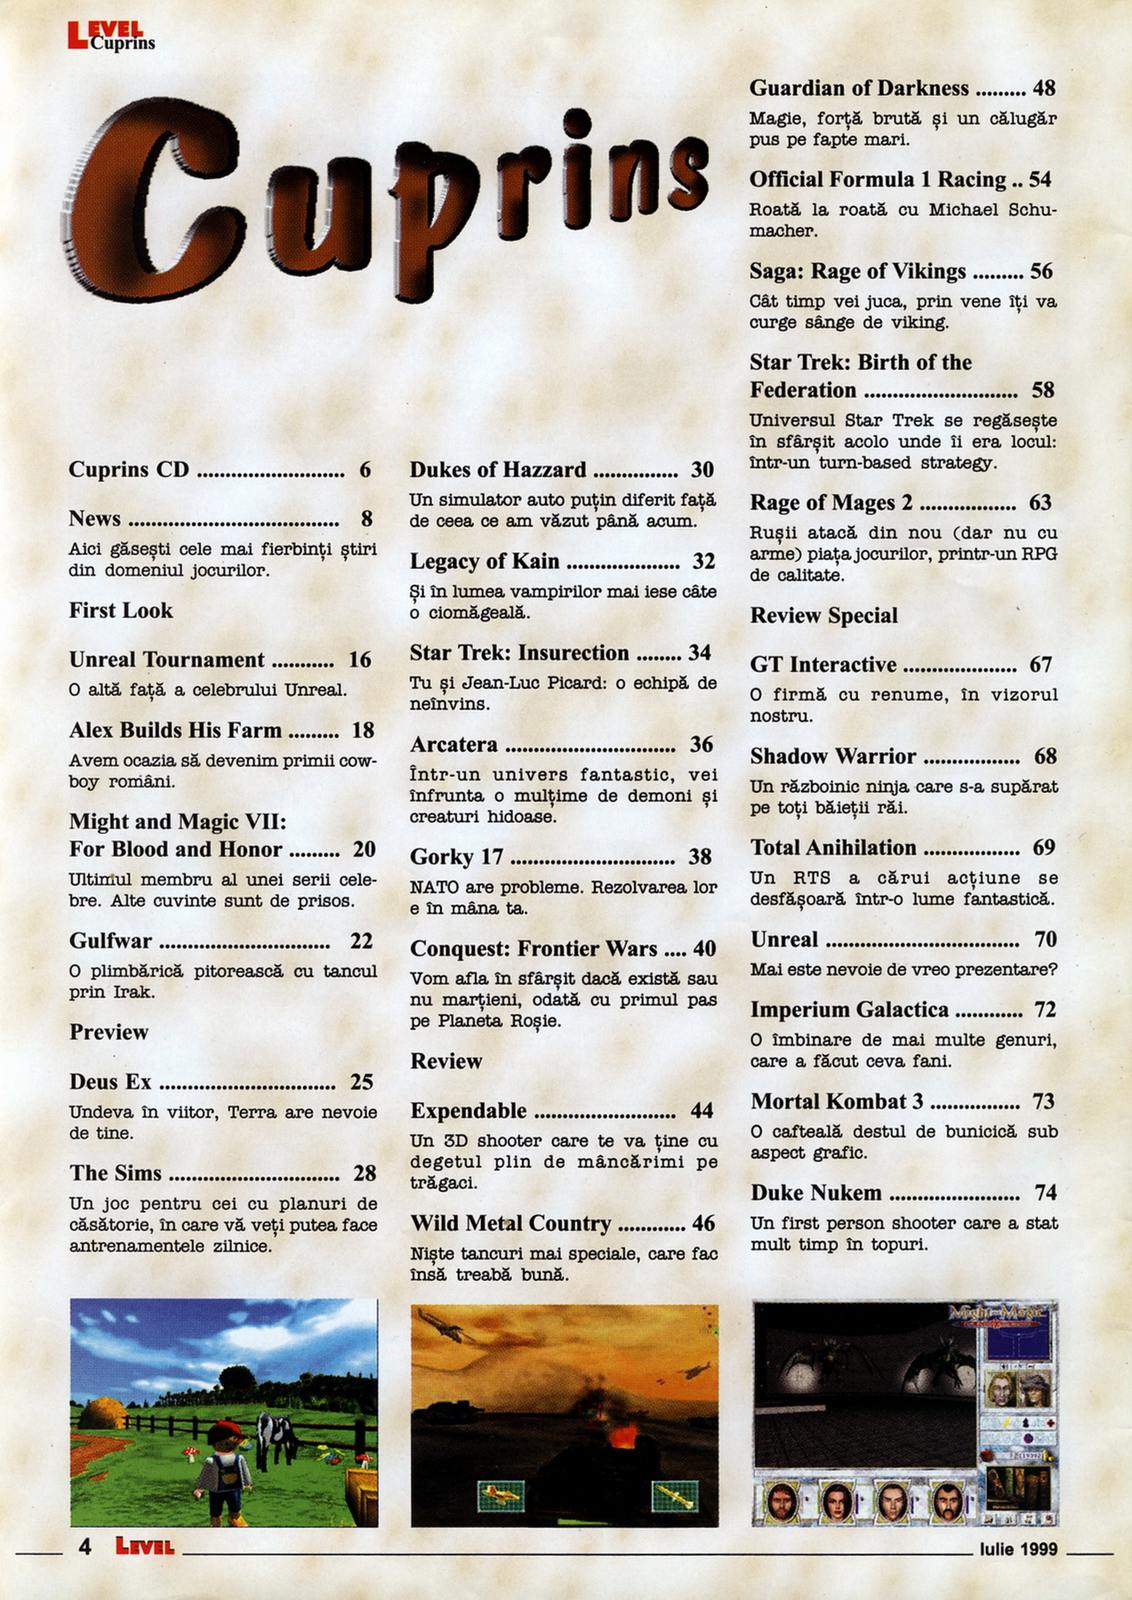 LEVEL
Cuprins
Cuprins
Cuprins CD .......................... 6
News ..................................... 8
Aici găsești cele mai fierbinți știri
din domeniul jocurilor.
First Look
Unreal Tournament ........... 16
O altă față a celebrului Unreal.
Alex Builds His Farm ......... 18
Avem ocazia să devenim primii cow-
boy români.
Might and Magic VII:
For Blood and Honor ......... 20
Ultimul membru al unei serii cele-
bre. Alte cuvinte sunt de prisos.
Gulfwar .............................. 22
O plimbărică pitorească cu tancul
prin Irak.
Preview
Deus Ex ............................... 25
Undeva în viitor, Terra are nevoie
de tine.
The Sims .............................. 28
Un joc pentru cei cu planuri de
căsătorie, în care vă veți putea face
antrenamentele zilnice.
Dukes of Hazzard ............... 30
Un simulator auto puțin diferit față
de ceea ce am văzut până acum.
Legacy of Kain .................... 32
Și în lumea vampirilor mai iese câte
o ciomăgeală.
Star Trek: Insurection ........ 34
Tu și Jean-Luc Picard: o echipă de
neînvins.
Arcatera .............................. 36
Într-un univers fantastic, vei
înfrunta o mulțime de demoni și
creaturi hidoase.
Gorky 17 ............................. 38
NATO are probleme. Rezolvarea lor
e în mâna ta.
Conquest: Frontier Wars .... 40
Vom afla în sfârșit dacă există sau
nu marțieni, odată cu primul pas
pe Planeta Roșie.
Review
Expendable ......................... 44
Un 3D shooter care te va ține cu
degetul plin de mâncărimi pe
trăgaci.
Wild Metal Country ............ 46
Niște tancuri mai speciale, care fac
însă treabă bună.
Guardian of Darkness ......... 48
Magie, forță brută și un călugăr
pus pe fapte mari.
Official Formula 1 Racing .. 54
Roată la roată cu Michael Schu-
macher.
Saga: Rage of Vikings ......... 56
Cât timp vei juca, prin vene îți va
curge sânge de viking.
Star Trek: Birth of the
Federation ........................... 58
Universul Star Trek se regăsește
în sfârșit acolo unde îi era locul:
într-un turn-based strategy.
Rage of Mages 2 ................. 63
Rușii atacă din nou (dar nu cu
arme) piața jocurilor, printr-un RPG
de calitate.
Review Special
GT Interactive .................... 67
O firmă cu renume, în vizorul
nostru.
Shadow Warrior ................. 68
Un războinic ninja care s-a supărat
pe toți băieții răi.
Total Anihilation ................. 69
Un RTS a cărui acțiune se
desfășoară într-o lume fantastică.
Unreal .................................. 70
Mai este nevoie de vreo prezentare?
Imperium Galactica ............ 72
O îmbinare de mai multe genuri,
care a făcut ceva fani.
Mortal Kombat 3 ................ 73
O cafteală destul de bunicică sub
aspect grafic.
Duke Nukem ....................... 74
Un first person shooter care a stat
mult timp în topuri.
Might and Magic
4 LEVEL
Iulie 1999